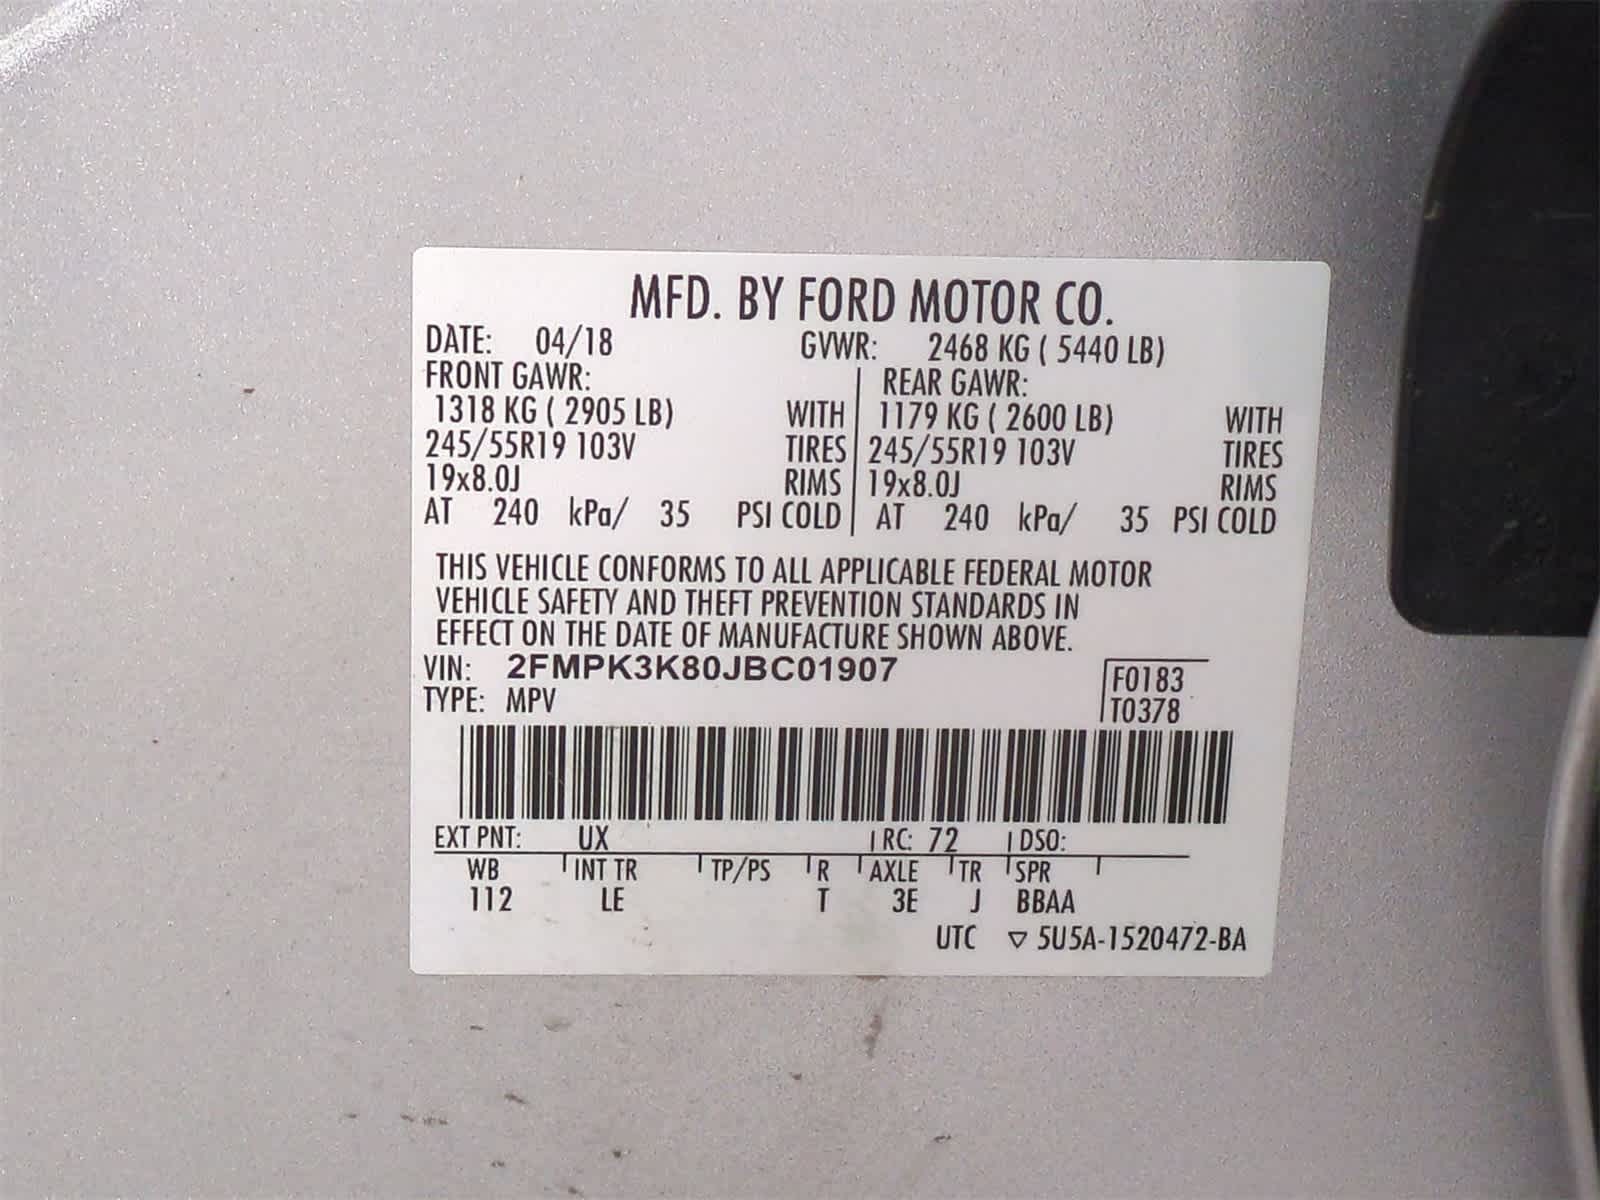 MFD. BY FORD MOTOR CO.
DATE: 04/18 GVWR: 2468 KG ( 5440 LB)
FRONT GAWR: REAR GAWR:
1318 KG ( 2905 LB) WITH 1179 KG ( 2600 LB) WITH
245/55R19 103V TIRES 245/55R19 103V TIRES
19x8.0J RIMS 19x8.0J RIMS
AT 240 kPa/ 35 PSI COLD AT 240 kPa/ 35 PSI COLD
THIS VEHICLE CONFORMS TO ALL APPLICABLE FEDERAL MOTOR
VEHICLE SAFETY AND THEFT PREVENTION STANDARDS IN
EFFECT ON THE DATE OF MANUFACTURE SHOWN ABOVE.
VIN: 2FMPK3K80JBC01907 F0183
TYPE: MPV T0378
EXT PNT: UX RC: 72 DSO:
WB INT TR TP/PS R AXLE TR SPR
112 LE T 3E J BBAA
UTC ▽ 5U5A-1520472-BA